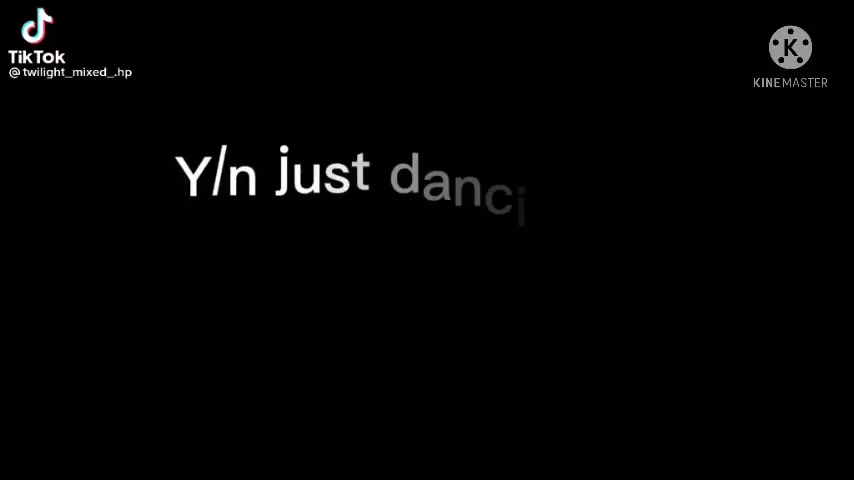 TikTok
@twilight_mixed_.hp
K
KINEMASTER
Y/n just danci